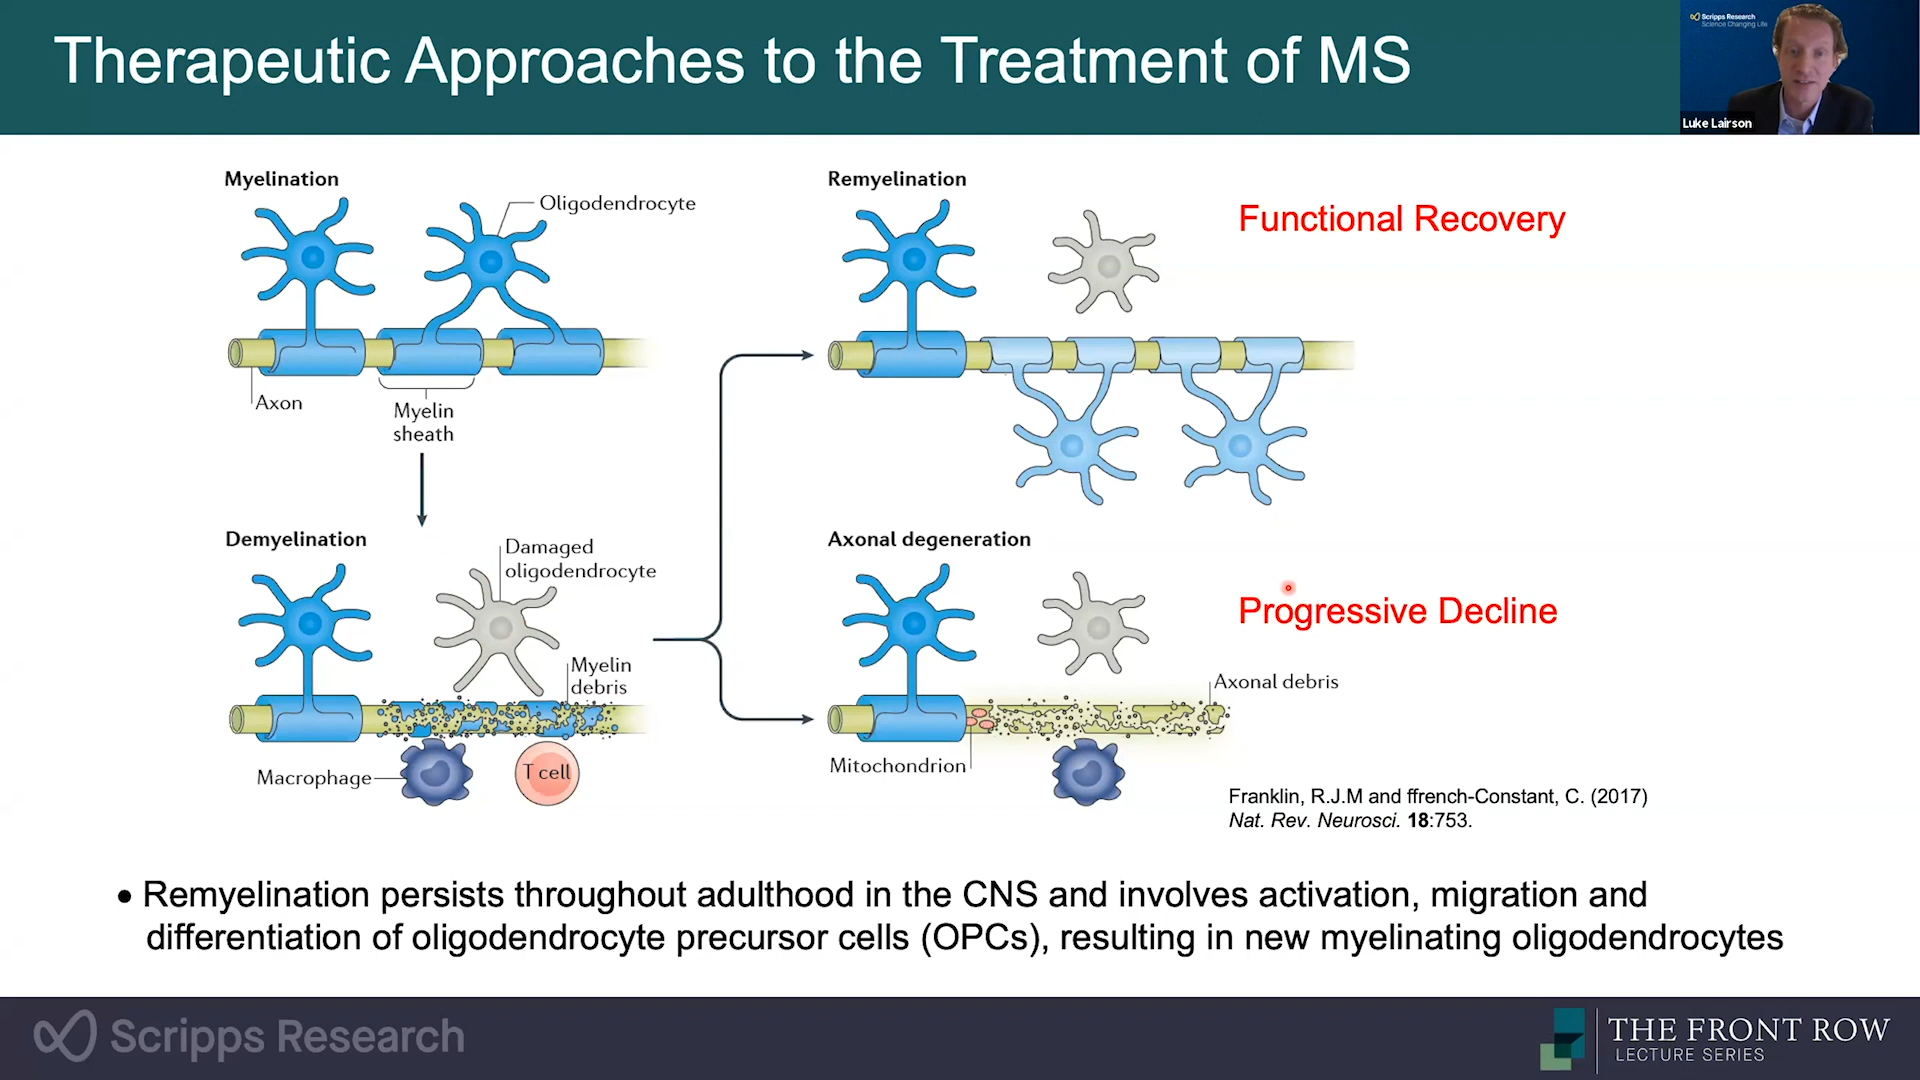 Therapeutic Approaches to the Treatment of MS
Scripps Research
Science Changing Life
Luke Lairson
Myelination
Oligodendrocyte
Axon
Myelin
sheath
Remyelination
Functional Recovery
Demyelination
Damaged
oligodendrocyte
Myelin
debris
Macrophage
T cell
Axonal degeneration
Progressive Decline
Axonal debris
Mitochondrion
Franklin, R.J.M and ffrench-Constant, C. (2017)
Nat. Rev. Neurosci. 18:753.
• Remyelination persists throughout adulthood in the CNS and involves activation, migration and
differentiation of oligodendrocyte precursor cells (OPCs), resulting in new myelinating oligodendrocytes
Scripps Research
THE FRONT ROW
LECTURE SERIES